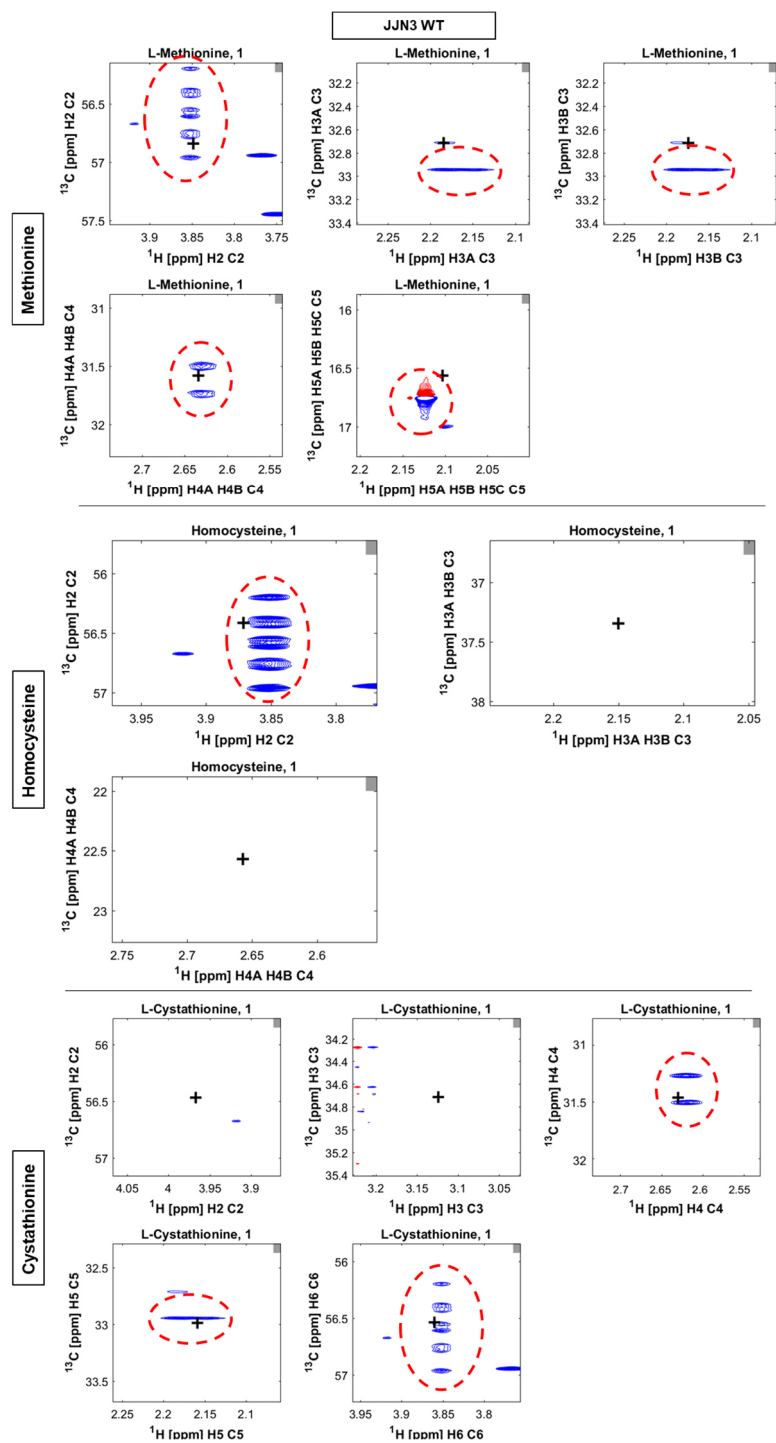 JJN3 WT
Methionine
L-Methionine, 1
56.5
57
57.5
3.9
3.85
3.8
3.75
¹³C [ppm] H2 C2
¹H [ppm] H2 C2
L-Methionine, 1
32.2
32.4
32.6
32.8
33
33.2
33.4
2.25
2.2
2.15
2.1
¹³C [ppm] H3A C3
¹H [ppm] H3A C3
L-Methionine, 1
32.2
32.4
32.6
32.8
33
33.2
33.4
2.25
2.2
2.15
2.1
¹³C [ppm] H3B C3
¹H [ppm] H3B C3
L-Methionine, 1
31
31.5
32
2.7
2.65
2.6
2.55
¹³C [ppm] H4A H4B C4
¹H [ppm] H4A H4B C4
L-Methionine, 1
16
16.5
17
2.2
2.15
2.1
2.05
¹³C [ppm] H5A H5B H5C C5
¹H [ppm] H5A H5B H5C C5
Homocysteine
Homocysteine, 1
56
56.5
57
3.95
3.9
3.85
3.8
¹³C [ppm] H2 C2
¹H [ppm] H2 C2
Homocysteine, 1
37
37.5
38
2.2
2.15
2.1
2.05
¹³C [ppm] H3A H3B C3
¹H [ppm] H3A H3B C3
Homocysteine, 1
22
22.5
23
2.75
2.7
2.65
2.6
¹³C [ppm] H4A H4B C4
¹H [ppm] H4A H4B C4
Cystathionine
L-Cystathionine, 1
56
56.5
57
4.05
4
3.95
3.9
¹³C [ppm] H2 C2
¹H [ppm] H2 C2
L-Cystathionine, 1
34.2
34.4
34.6
34.8
35
35.2
35.4
3.2
3.15
3.1
3.05
¹³C [ppm] H3 C3
¹H [ppm] H3 C3
L-Cystathionine, 1
31
31.5
32
2.7
2.65
2.6
2.55
¹³C [ppm] H4 C4
¹H [ppm] H4 C4
L-Cystathionine, 1
32.5
33
33.5
2.25
2.2
2.15
2.1
¹³C [ppm] H5 C5
¹H [ppm] H5 C5
L-Cystathionine, 1
56
56.5
57
3.95
3.9
3.85
3.8
¹³C [ppm] H6 C6
¹H [ppm] H6 C6